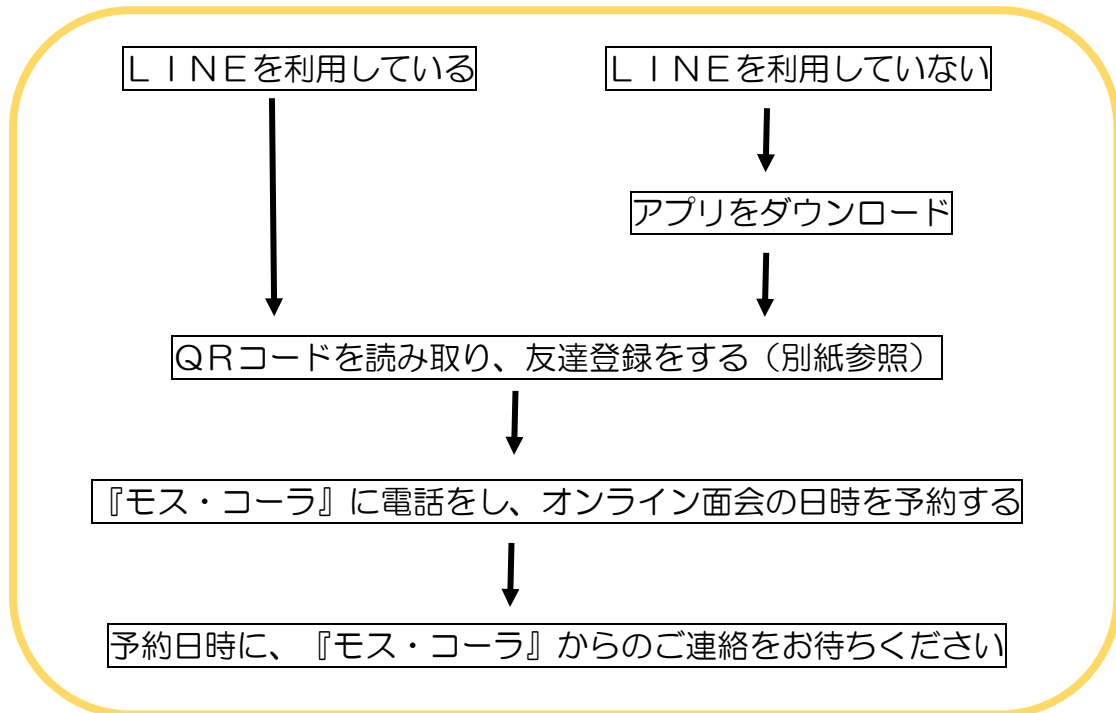 ＬＩＮＥを利用している
ＬＩＮＥを利用していない
アプリをダウンロード
ＱＲコードを読み取り、友達登録をする（別紙参照）
『モス・コーラ』に電話をし、オンライン面会の日時を予約する
予約日時に、『モス・コーラ』からのご連絡をお待ちください